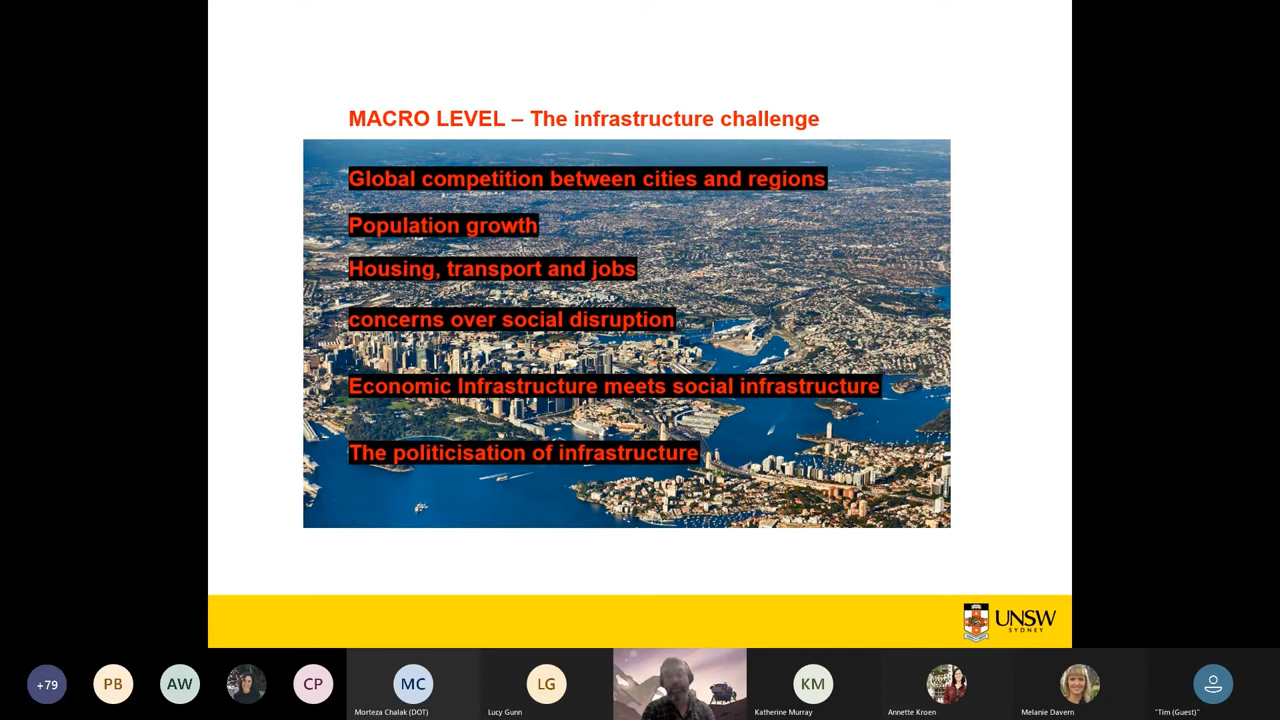 MACRO LEVEL – The infrastructure challenge
Global competition between cities and regions
Population growth
Housing, transport and jobs
concerns over social disruption
Economic Infrastructure meets social infrastructure
The politicisation of infrastructure
UNSW
SYDNEY
+79
PB
AW
CP
MC
LG
KM
Morteza Chalak (DOT)
Lucy Gunn
Katherine Murray
Annette Kroen
Melanie Davern
"Tim (Guest)"